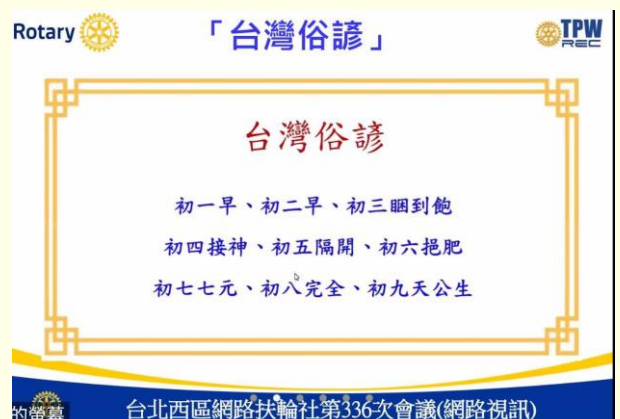 Rotary
「台灣俗諺」
TPW
REC
台灣俗諺
初一早、初二早、初三睏到飽
初四接神、初五隔開、初六挹肥
初七七元、初八完全、初九天公生
的螢幕
台北西區網路扶輪社第336次會議(網路視訊)